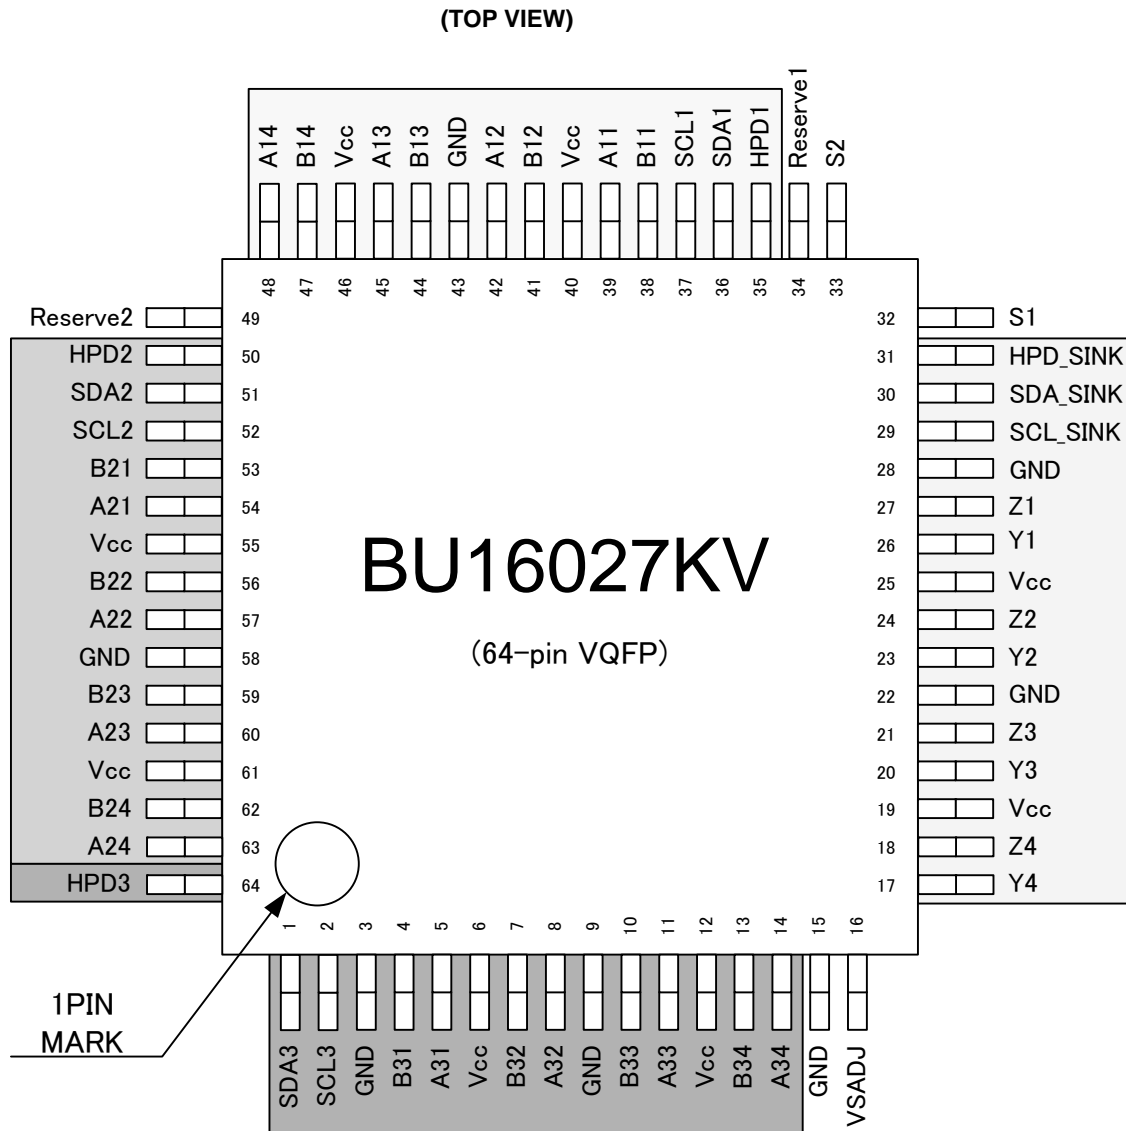 (TOP VIEW)
A14 B14 Vcc A13 B13 GND A12 B12 Vcc A11 B11 SCL1 SDA1 HPD1 Reserve1 S2
48 47 46 45 44 43 42 41 40 39 38 37 36 35 34 33
Reserve2 49 32 S1
HPD2 50 31 HPD_SINK
SDA2 51 30 SDA_SINK
SCL2 52 29 SCL_SINK
B21 53 28 GND
A21 54 27 Z1
Vcc 55 26 Y1
B22 56 25 Vcc
A22 57 24 Z2
GND 58 23 Y2
B23 59 22 GND
A23 60 21 Z3
Vcc 61 20 Y3
B24 62 19 Vcc
A24 63 18 Z4
HPD3 64 17 Y4
BU16027KV
(64-pin VQFP)
1 2 3 4 5 6 7 8 9 10 11 12 13 14 15 16
SDA3 SCL3 GND B31 A31 Vcc B32 A32 GND B33 A33 Vcc B34 A34 GND VSADJ
1PIN
MARK